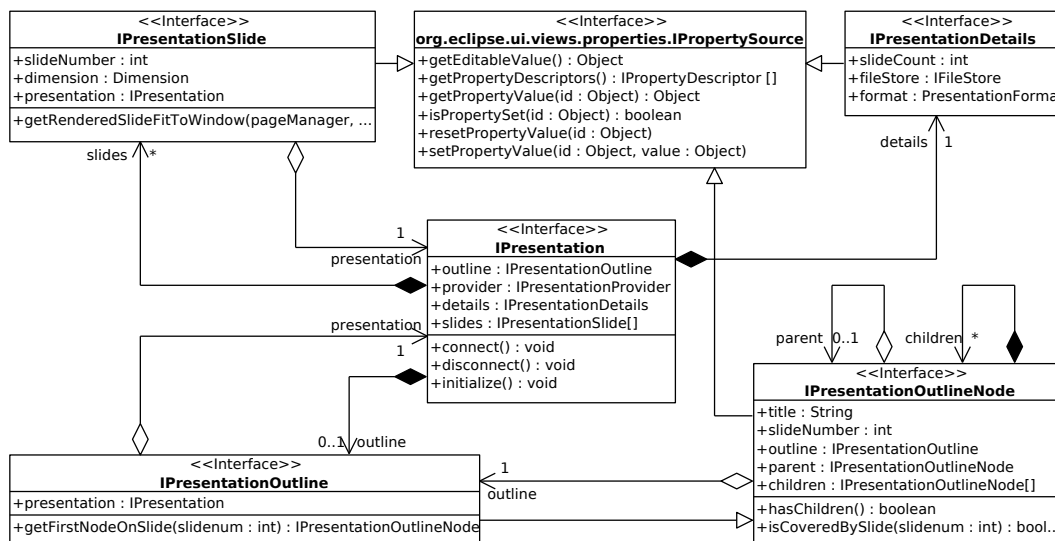 <<Interface>>
IPresentationSlide
+slideNumber : int
+dimension : Dimension
+presentation : IPresentation
+getRenderedSlideFitToWindow(pageManager, ...
<<Interface>>
org.eclipse.ui.views.properties.IPropertySource
+getEditableValue() : Object
+getPropertyDescriptors() : IPropertyDescriptor []
+getPropertyValue(id : Object) : Object
+isPropertySet(id : Object) : boolean
+resetPropertyValue(id : Object)
+setPropertyValue(id : Object, value : Object)
<<Interface>>
IPresentationDetails
+slideCount : int
+fileStore : IFileStore
+format : PresentationForma
slides *
details 1
1
presentation
<<Interface>>
IPresentation
+outline : IPresentationOutline
+provider : IPresentationProvider
+details : IPresentationDetails
+slides : IPresentationSlide[]
+connect() : void
+disconnect() : void
+initialize() : void
presentation
1
0..1 outline
parent 0..1
children *
<<Interface>>
IPresentationOutlineNode
+title : String
+slideNumber : int
+outline : IPresentationOutline
+parent : IPresentationOutlineNode
+children : IPresentationOutlineNode[]
+hasChildren() : boolean
+isCoveredBySlide(slidenum : int) : bool...
1
outline
<<Interface>>
IPresentationOutline
+presentation : IPresentation
+getFirstNodeOnSlide(slidenum : int) : IPresentationOutlineNode